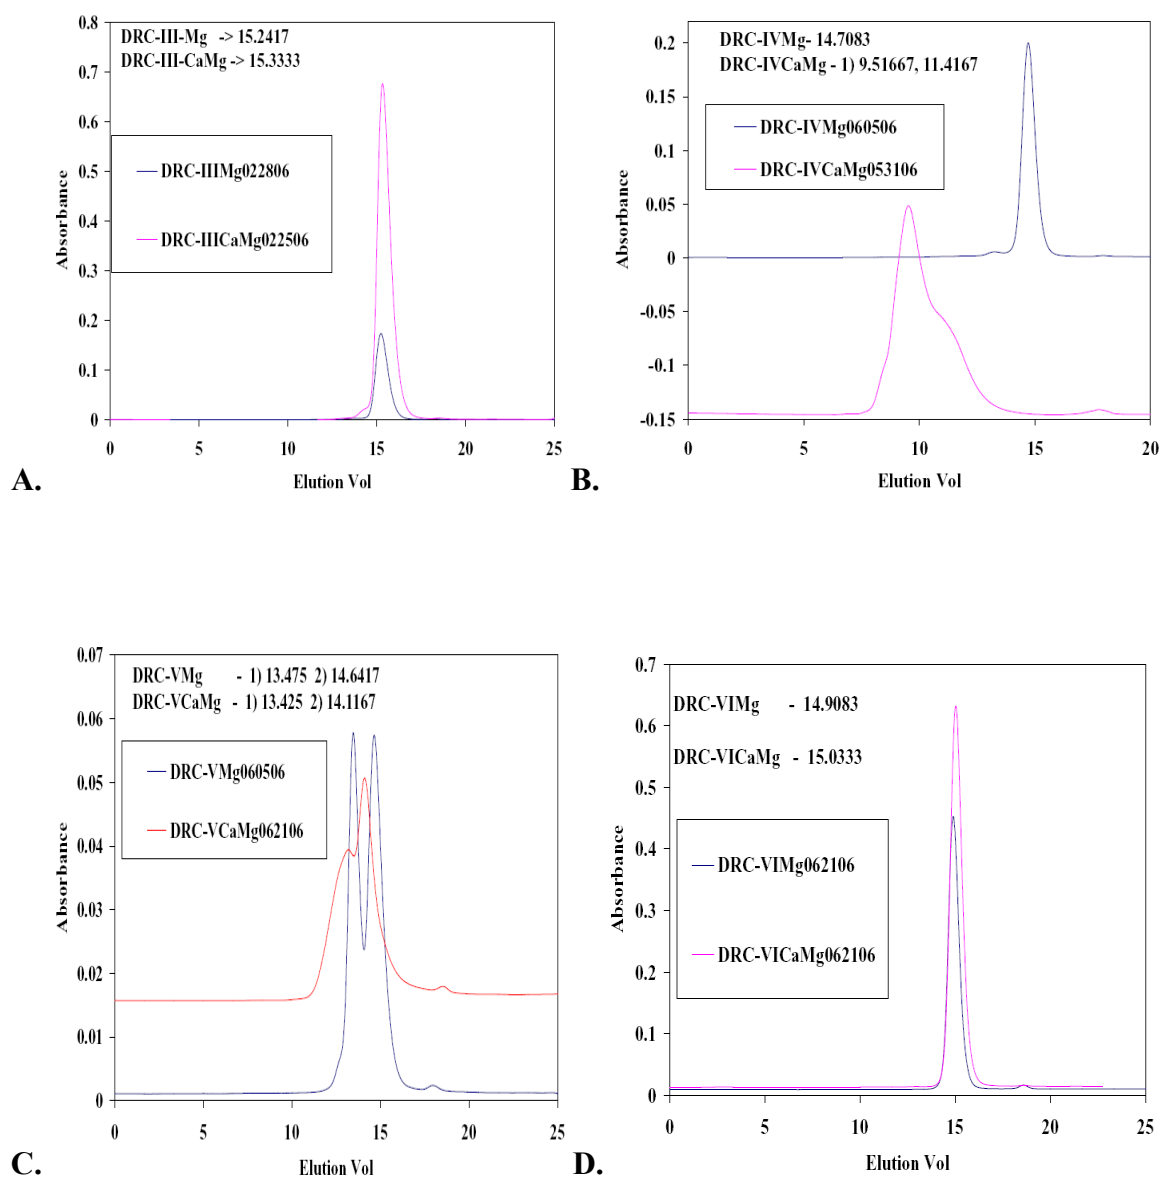 DRC-III-Mg -> 15.2417
DRC-III-CaMg -> 15.3333
DRC-IIIMg022806
DRC-IIICaMg022506
0.8
0.7
0.6
0.5
0.4
0.3
0.2
0.1
0
Absorbance
0 5 10 15 20 25
Elution Vol
A.
DRC-IVMg- 14.7083
DRC-IVCaMg - 1) 9.51667, 11.4167
DRC-IVMg060506
DRC-IVCaMg053106
0.2
0.15
0.1
0.05
0
-0.05
-0.1
-0.15
Absorbance
0 5 10 15 20
Elution Vol
B.
DRC-VMg - 1) 13.475 2) 14.6417
DRC-VCaMg - 1) 13.425 2) 14.1167
DRC-VMg060506
DRC-VCaMg062106
0.07
0.06
0.05
0.04
0.03
0.02
0.01
0
Absorbance
0 5 10 15 20 25
Elution Vol
C.
DRC-VIMg - 14.9083
DRC-VICaMg - 15.0333
DRC-VIMg062106
DRC-VICaMg062106
0.7
0.6
0.5
0.4
0.3
0.2
0.1
0
Absorbance
0 5 10 15 20 25
Elution Vol
D.